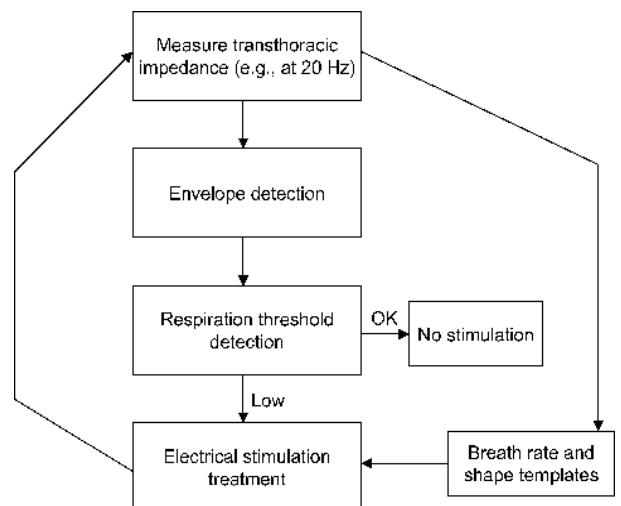 Measure transthoracic
impedance (e.g., at 20 Hz)
Envelope detection
Respiration threshold
detection
OK
No stimulation
Low
Electrical stimulation
treatment
Breath rate and
shape templates